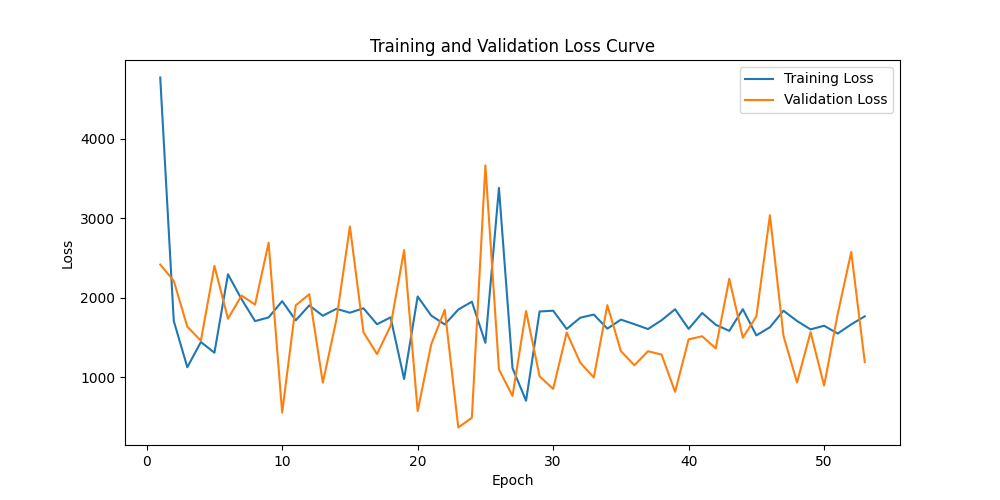 Training and Validation Loss Curve
Training Loss
Validation Loss
4000
3000
2000
1000
Loss
0 10 20 30 40 50
Epoch